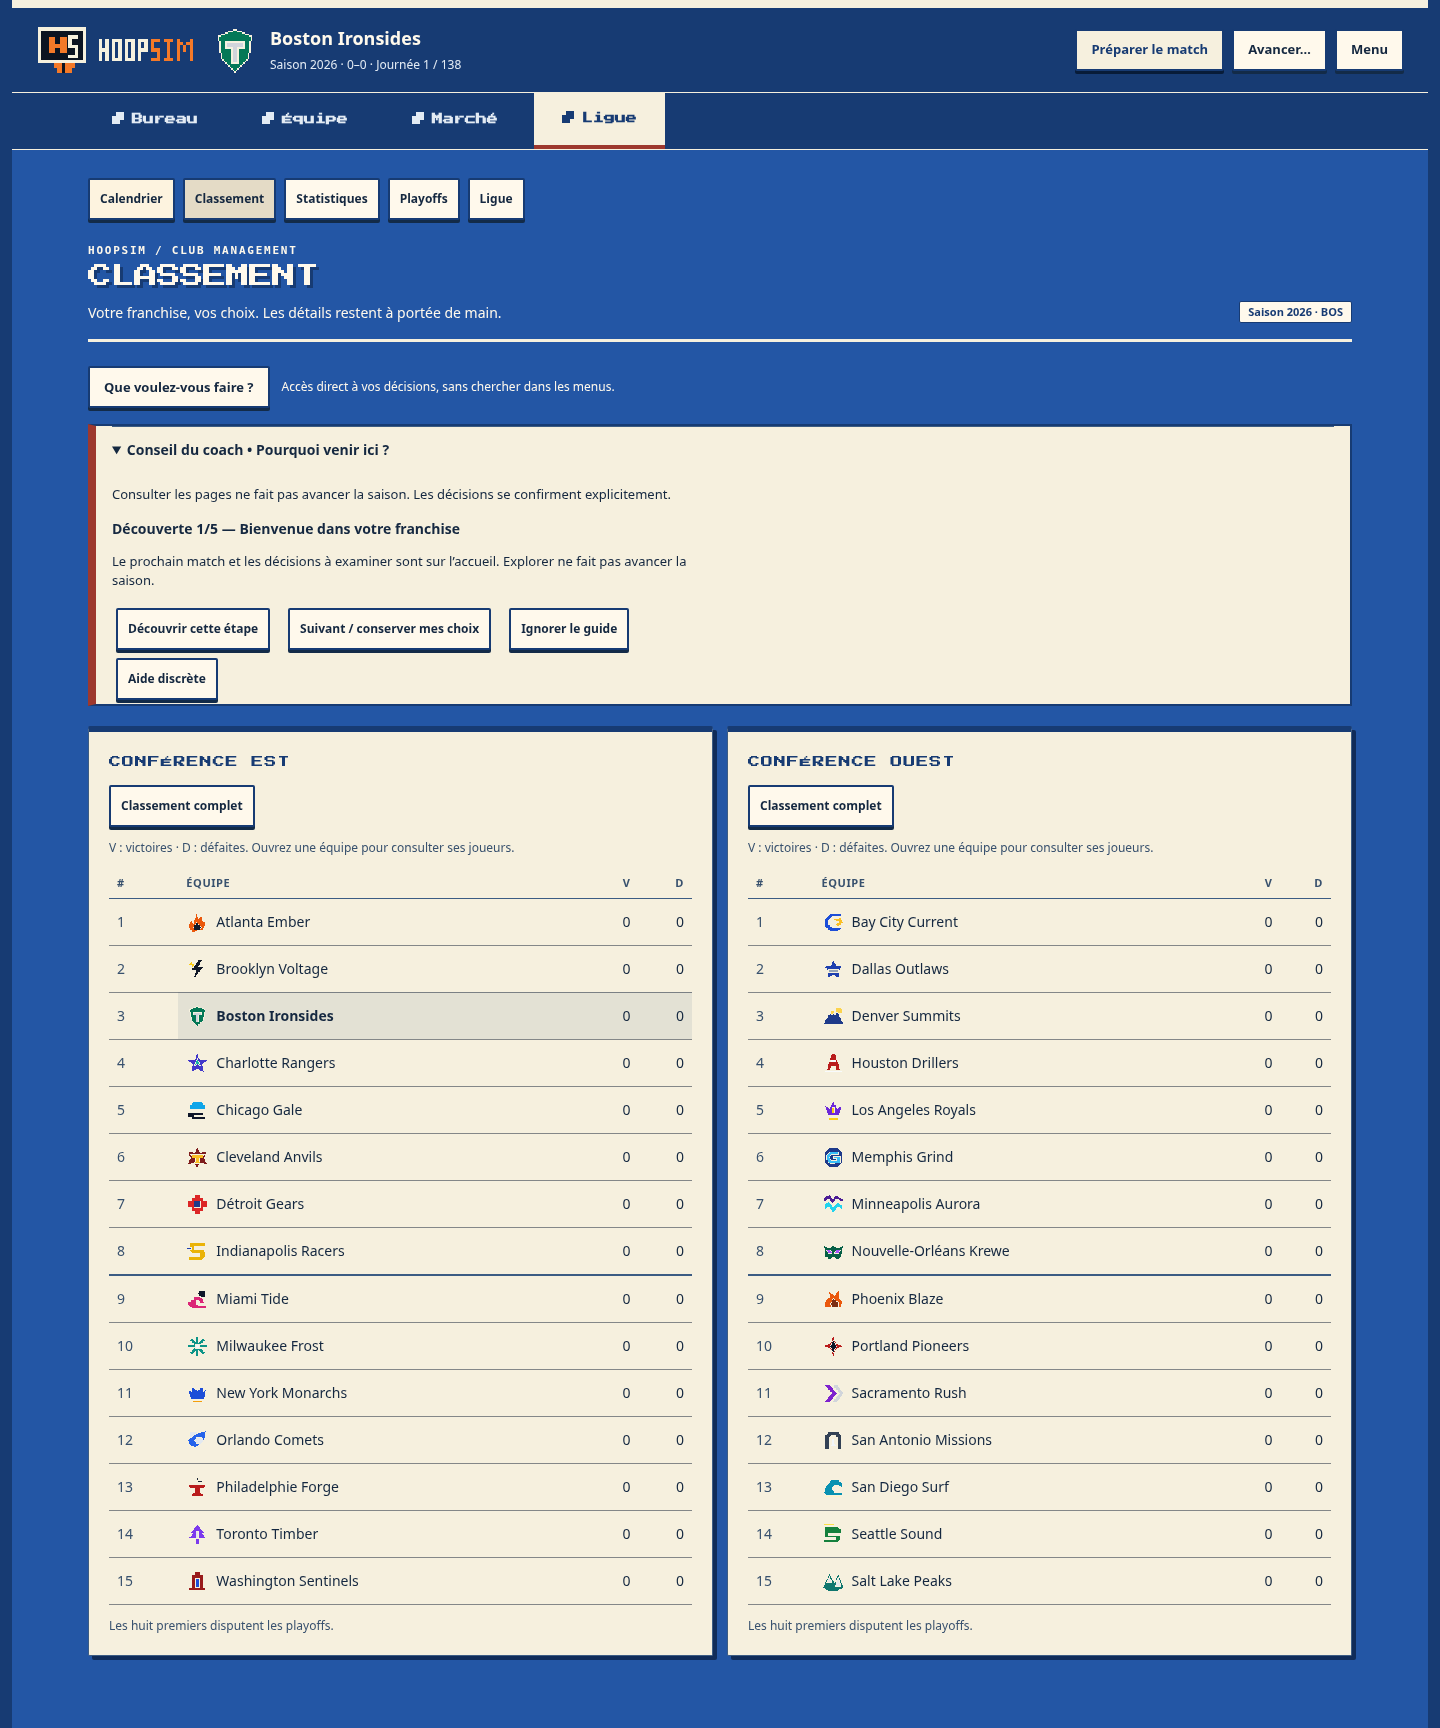 HS HOOPSIM
Boston Ironsides
Saison 2026 · 0–0 · Journée 1 / 138
Préparer le match
Avancer...
Menu
Bureau
équipe
Marché
Ligue
Calendrier
Classement
Statistiques
Playoffs
Ligue
HOOPSIM / CLUB MANAGEMENT
CLASSEMENT
Votre franchise, vos choix. Les détails restent à portée de main.
Saison 2026 · BOS
Que voulez-vous faire ?
Accès direct à vos décisions, sans chercher dans les menus.
▼ Conseil du coach • Pourquoi venir ici ?
Consulter les pages ne fait pas avancer la saison. Les décisions se confirment explicitement.
Découverte 1/5 — Bienvenue dans votre franchise
Le prochain match et les décisions à examiner sont sur l’accueil. Explorer ne fait pas avancer la
saison.
Découvrir cette étape
Suivant / conserver mes choix
Ignorer le guide
Aide discrète
CONFéRENCE EST
Classement complet
V : victoires · D : défaites. Ouvrez une équipe pour consulter ses joueurs.
# ÉQUIPE V D
1 Atlanta Ember 0 0
2 Brooklyn Voltage 0 0
3 Boston Ironsides 0 0
4 Charlotte Rangers 0 0
5 Chicago Gale 0 0
6 Cleveland Anvils 0 0
7 Détroit Gears 0 0
8 Indianapolis Racers 0 0
9 Miami Tide 0 0
10 Milwaukee Frost 0 0
11 New York Monarchs 0 0
12 Orlando Comets 0 0
13 Philadelphie Forge 0 0
14 Toronto Timber 0 0
15 Washington Sentinels 0 0
Les huit premiers disputent les playoffs.
CONFéRENCE OUEST
Classement complet
V : victoires · D : défaites. Ouvrez une équipe pour consulter ses joueurs.
# ÉQUIPE V D
1 Bay City Current 0 0
2 Dallas Outlaws 0 0
3 Denver Summits 0 0
4 Houston Drillers 0 0
5 Los Angeles Royals 0 0
6 Memphis Grind 0 0
7 Minneapolis Aurora 0 0
8 Nouvelle-Orléans Krewe 0 0
9 Phoenix Blaze 0 0
10 Portland Pioneers 0 0
11 Sacramento Rush 0 0
12 San Antonio Missions 0 0
13 San Diego Surf 0 0
14 Seattle Sound 0 0
15 Salt Lake Peaks 0 0
Les huit premiers disputent les playoffs.